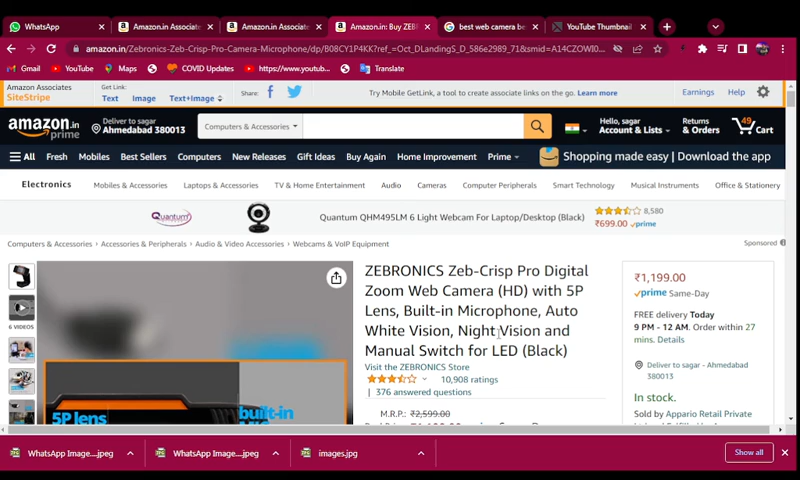 WhatsApp
Amazon.in Associate
Amazon.in Associate
Amazon.in: Buy ZEB
best web camera be
YouTube Thumbnail
amazon.in/Zebronics-Zeb-Crisp-Pro-Camera-Microphone/dp/B08CY1P4KK?ref_=Oct_DLandingS_D_586e2989_71&smid=A14CZOWI0...
Gmail
YouTube
Maps
COVID Updates
https://www.youtub...
Translate
Amazon Associates
SiteStripe
Get Link:
Text
Image
Text+Image
Share:
Try Mobile GetLink, a tool to create associate links on the go. Learn more
Earnings
Help
amazon.in
prime
Deliver to sagar
Ahmedabad 380013
Computers & Accessories
Hello, sagar
Account & Lists
Returns
& Orders
49
Cart
All
Fresh
Mobiles
Best Sellers
Computers
New Releases
Gift Ideas
Buy Again
Home Improvement
Prime
Shopping made easy | Download the app
Electronics
Mobiles & Accessories
Laptops & Accessories
TV & Home Entertainment
Audio
Cameras
Computer Peripherals
Smart Technology
Musical Instruments
Office & Stationery
Quantum
Quantum QHM495LM 6 Light Webcam For Laptop/Desktop (Black)
8,580
₹699.00 prime
Computers & Accessories › Accessories & Peripherals › Audio & Video Accessories › Webcams & VoIP Equipment
Sponsored
6 VIDEOS
5P lens
built-in
ZEBRONICS Zeb-Crisp Pro Digital
Zoom Web Camera (HD) with 5P
Lens, Built-in Microphone, Auto
White Vision, Night Vision and
Manual Switch for LED (Black)
Visit the ZEBRONICS Store
10,908 ratings
| 376 answered questions
M.R.P.: ₹2,599.00
₹1,199.00
prime Same-Day
FREE delivery Today
9 PM - 12 AM. Order within 27
mins. Details
Deliver to sagar - Ahmedabad
380013
In stock.
Sold by Appario Retail Private
WhatsApp Image....jpeg
WhatsApp Image....jpeg
images.jpg
Show all